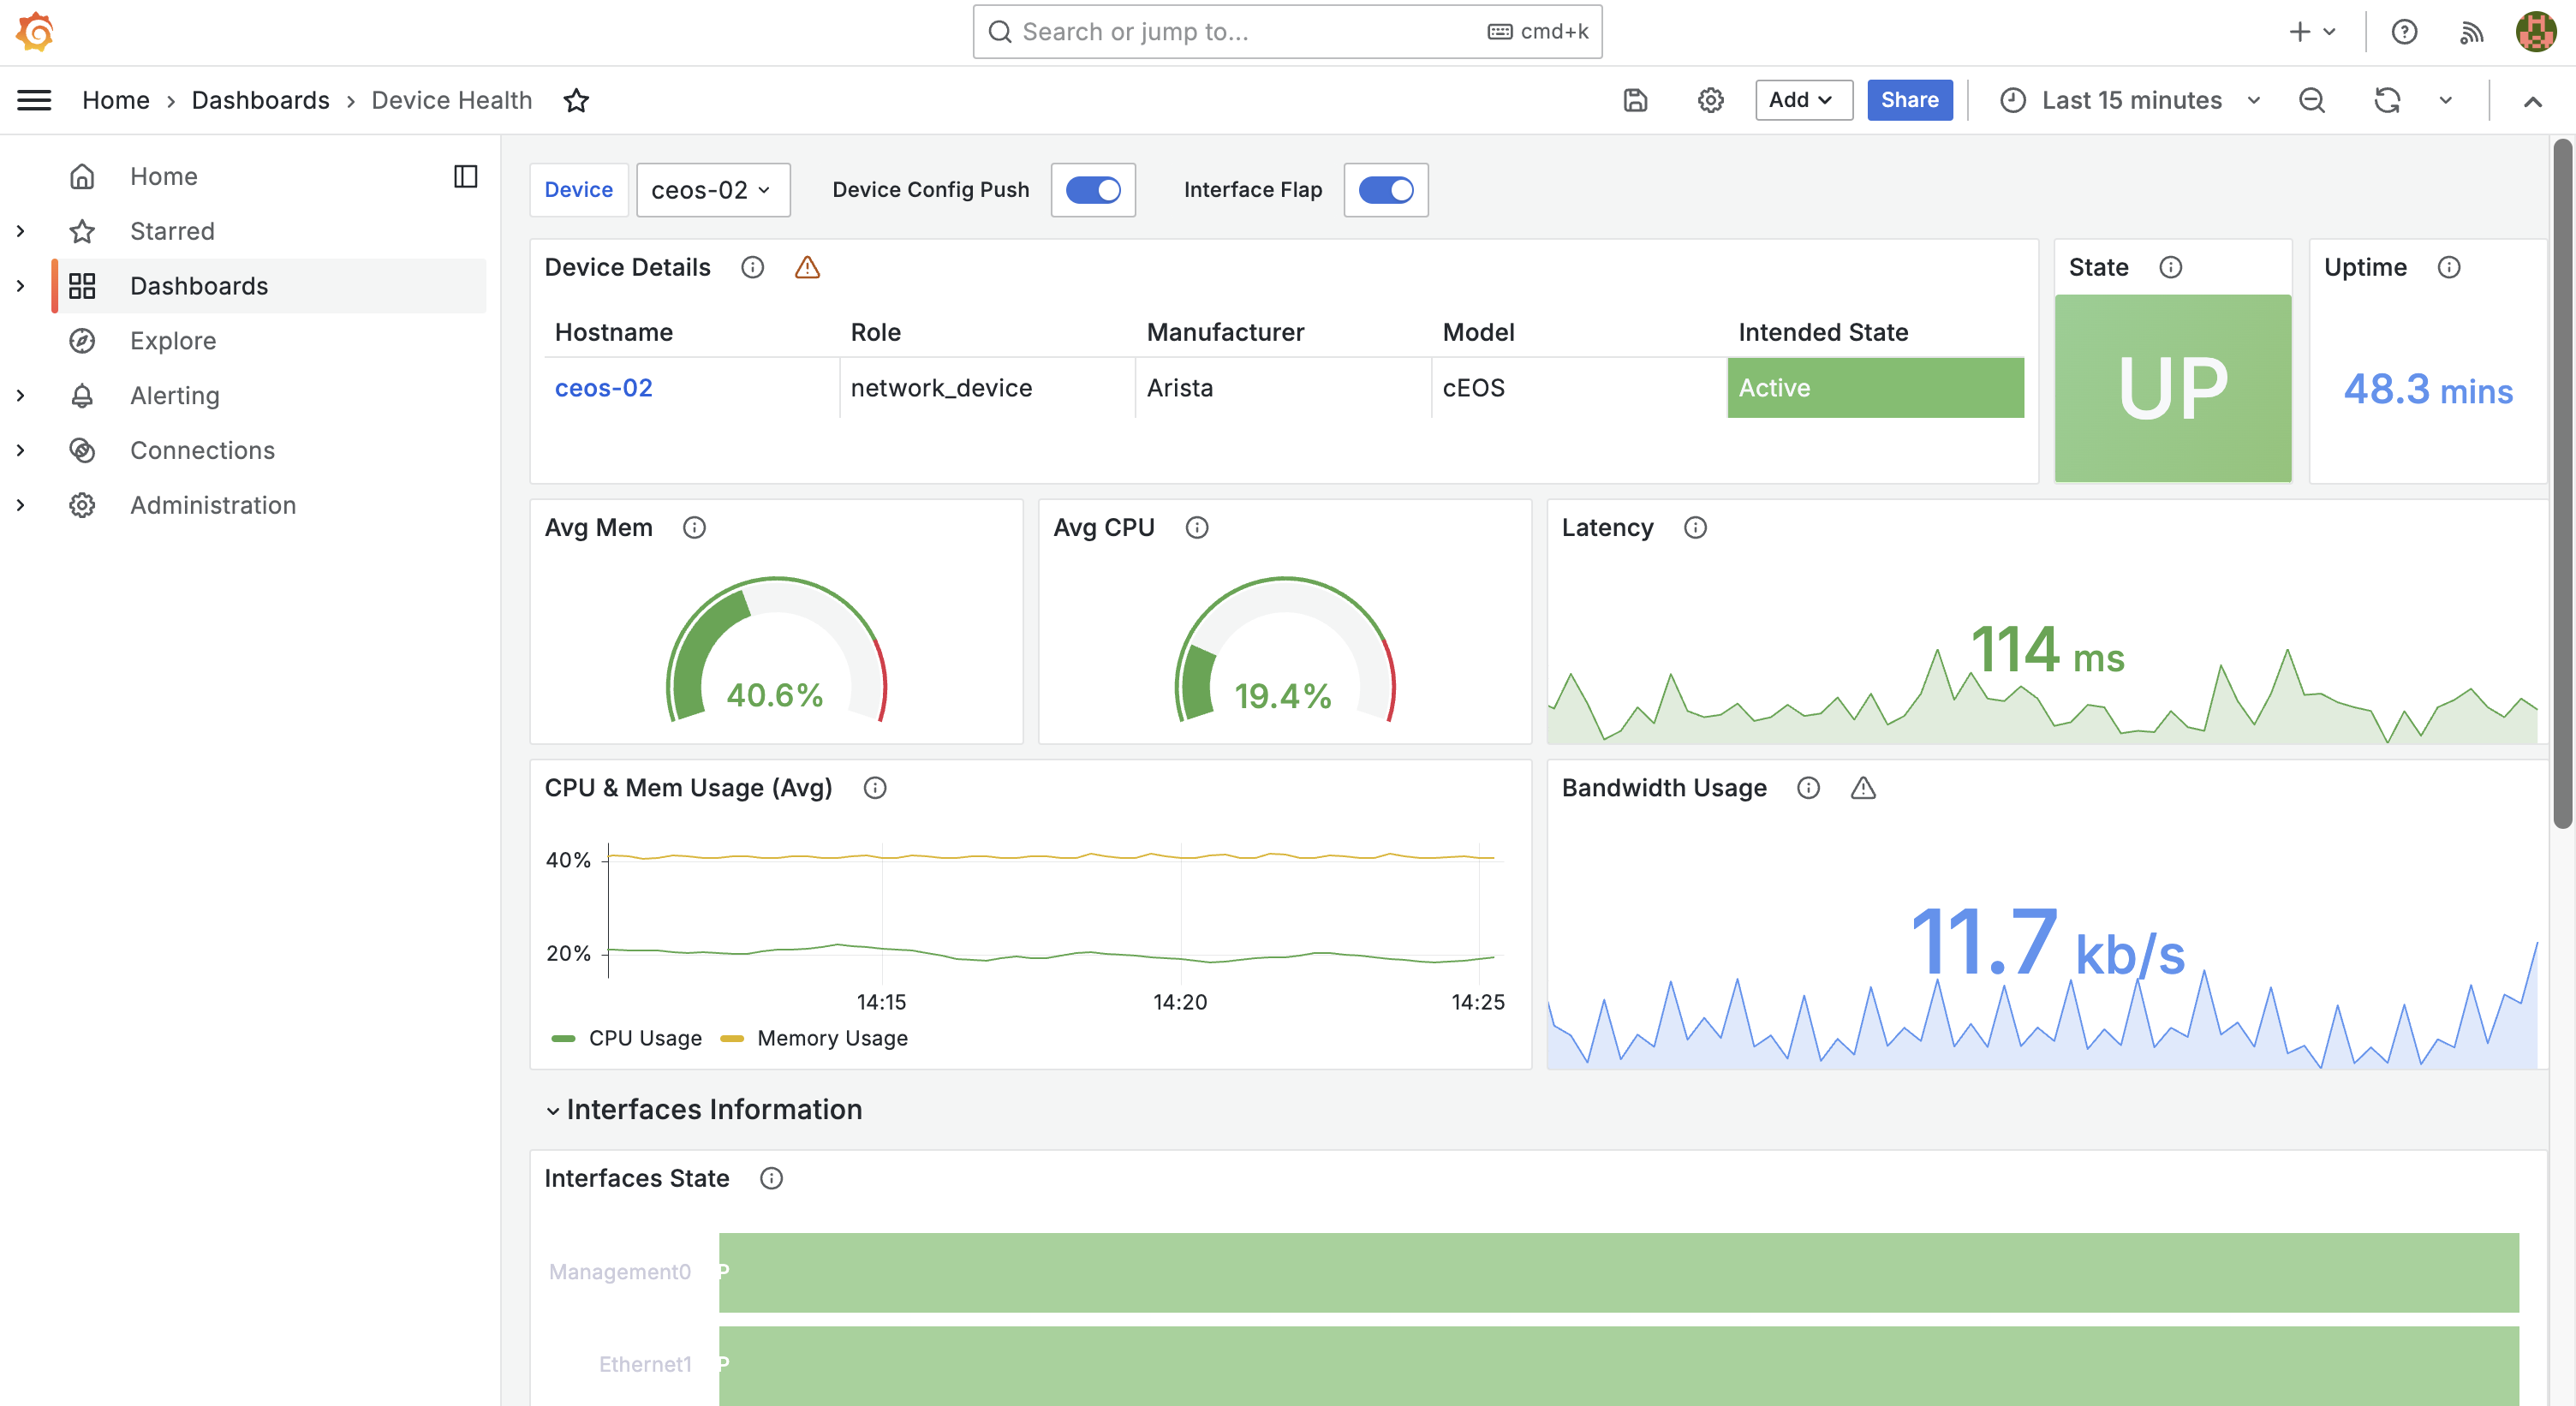 Search or jump to...
cmd+k
Home › Dashboards › Device Health
Add
Share
Last 15 minutes
Home
Starred
Dashboards
Explore
Alerting
Connections
Administration
Device
ceos-02
Device Config Push
Interface Flap
Device Details
Hostname Role Manufacturer Model Intended State
ceos-02 network_device Arista cEOS Active
State
UP
Uptime
48.3 mins
Avg Mem
40.6%
Avg CPU
19.4%
Latency
114 ms
CPU & Mem Usage (Avg)
40%
20%
14:15 14:20 14:25
CPU Usage Memory Usage
Bandwidth Usage
11.7 kb/s
Interfaces Information
Interfaces State
Management0 P
Ethernet1 P